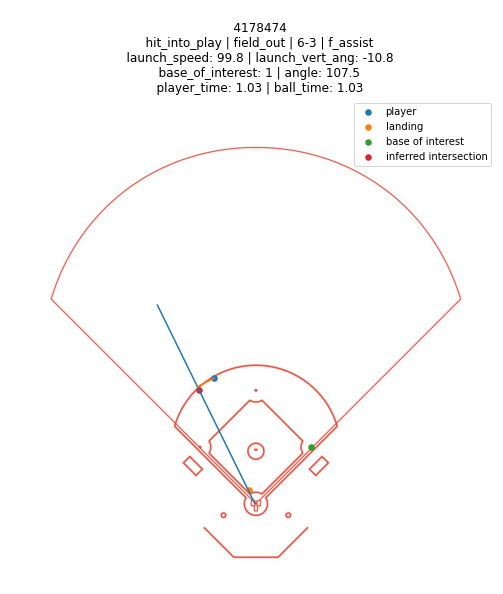 4178474
hit_into_play | field_out | 6-3 | f_assist
launch_speed: 99.8 | launch_vert_ang: -10.8
base_of_interest: 1 | angle: 107.5
player_time: 1.03 | ball_time: 1.03
player
landing
base of interest
inferred intersection